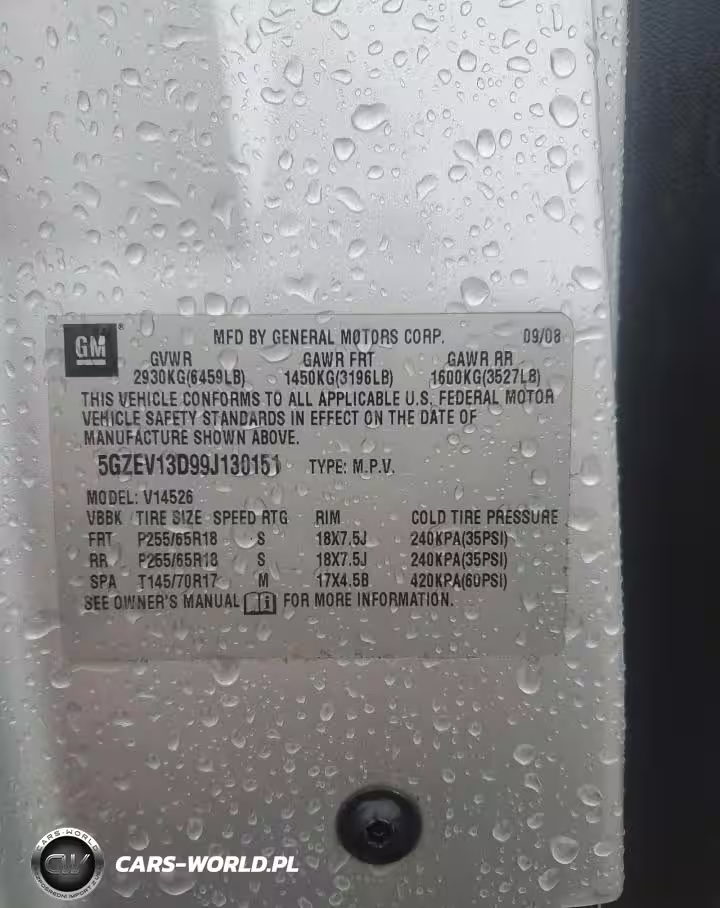 GM®
MFD BY GENERAL MOTORS CORP. 09/08
GVWR GAWR FRT GAWR RR
2930KG(6459LB) 1450KG(3196LB) 1600KG(3527LB)
THIS VEHICLE CONFORMS TO ALL APPLICABLE U.S. FEDERAL MOTOR
VEHICLE SAFETY STANDARDS IN EFFECT ON THE DATE OF
MANUFACTURE SHOWN ABOVE.
5GZEV13D99J130151 TYPE: M.P.V.
MODEL: V14526
VBBK TIRE SIZE SPEED RTG RIM COLD TIRE PRESSURE
FRT P255/65R18 S 18X7.5J 240KPA(35PSI)
RR P255/65R18 S 18X7.5J 240KPA(35PSI)
SPA T145/70R17 M 17X4.5B 420KPA(60PSI)
SEE OWNER'S MANUAL FOR MORE INFORMATION.
CARS-WORLD
CW
CARS-WORLD.PL